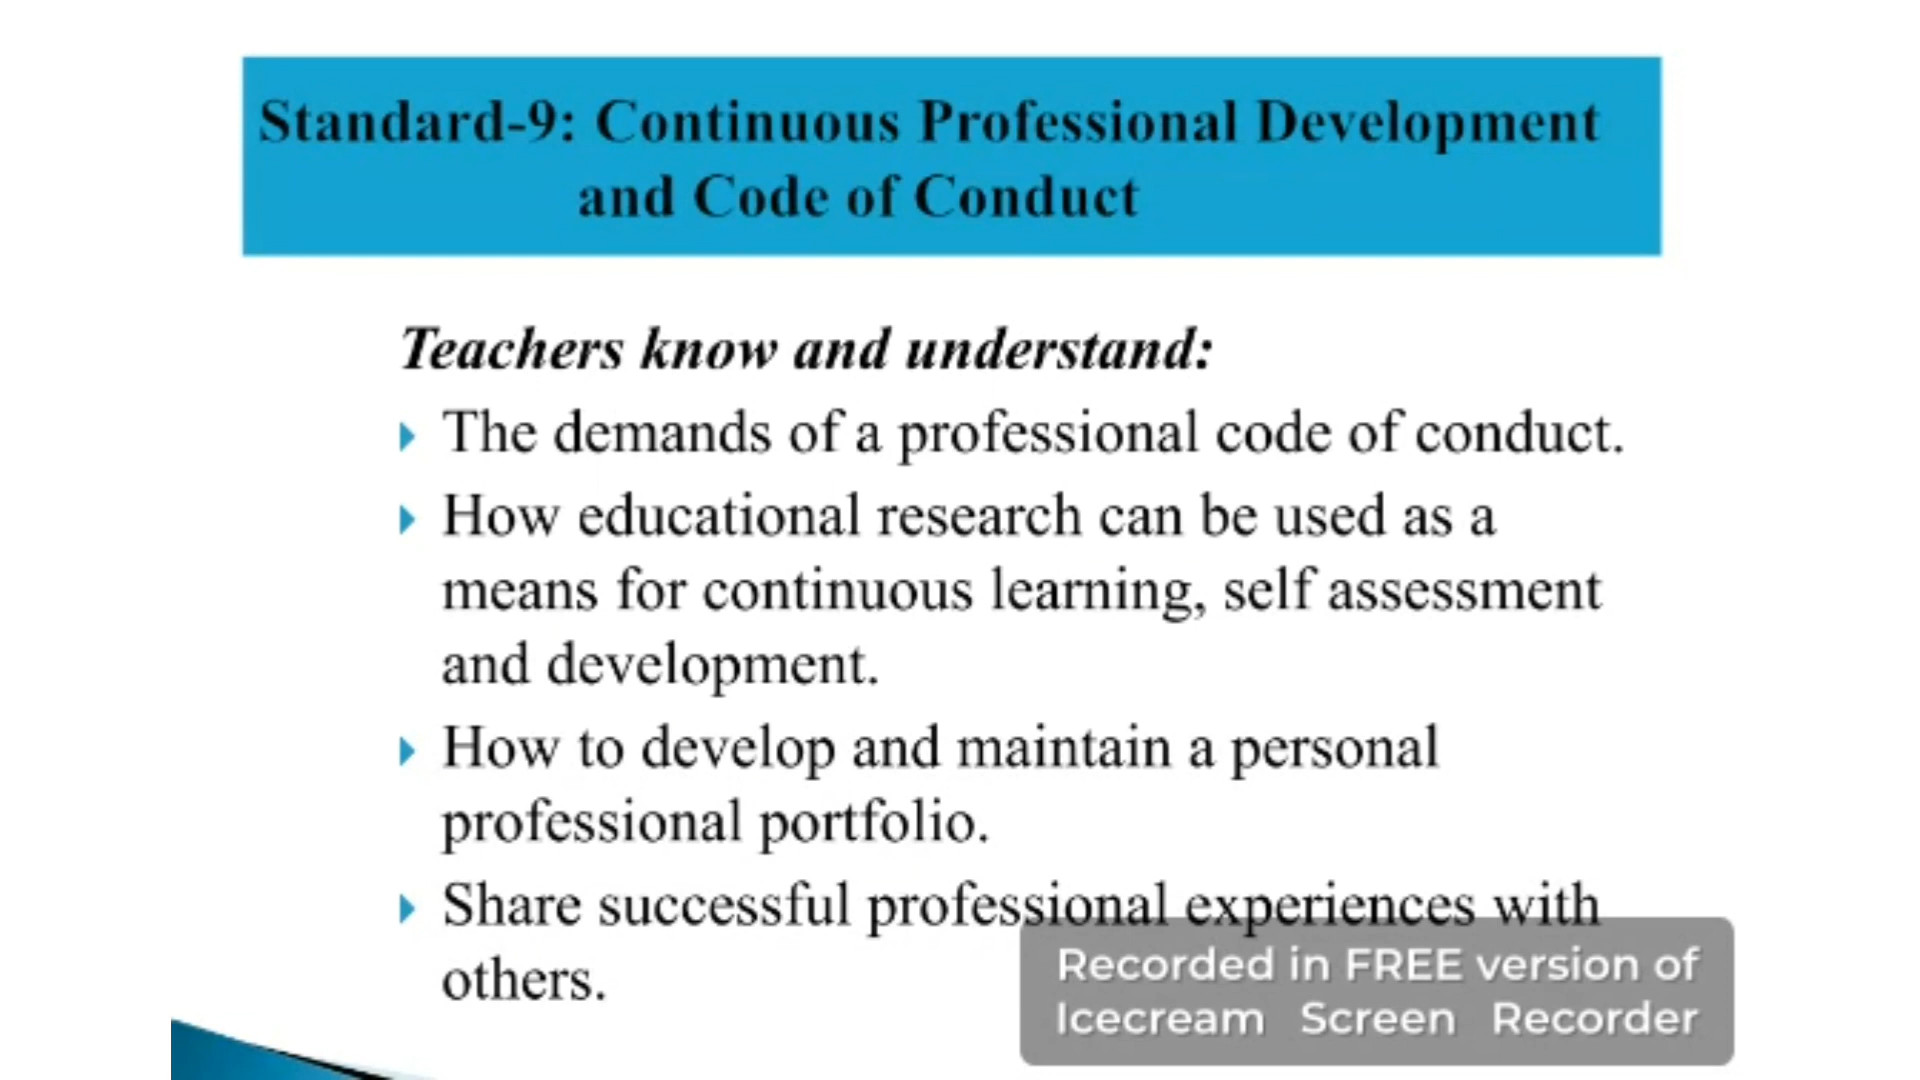 Standard-9: Continuous Professional Development
and Code of Conduct
Teachers know and understand:
The demands of a professional code of conduct.
How educational research can be used as a
means for continuous learning, self assessment
and development.
How to develop and maintain a personal
professional portfolio.
Share successful professional experiences with
others.
Recorded in FREE version of
Icecream Screen Recorder